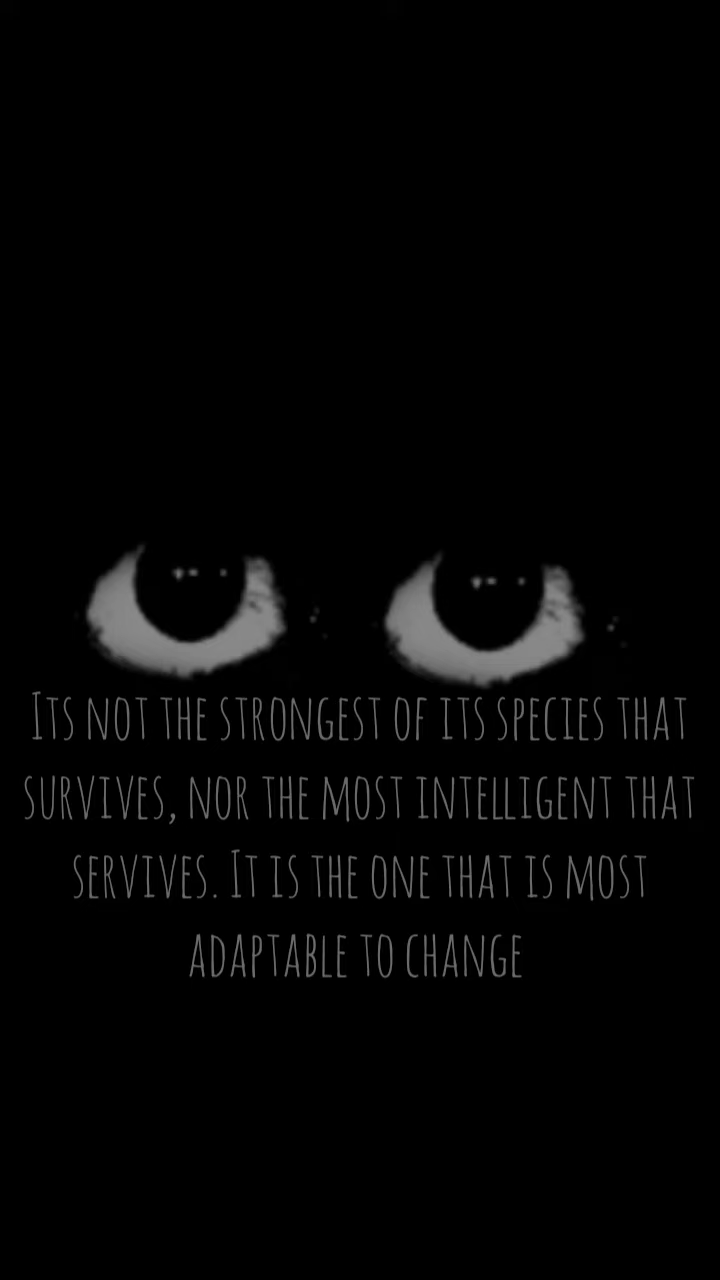 Its not the strongest of its species that
survives, nor the most intelligent that
servives. It is the one that is most
adaptable to change